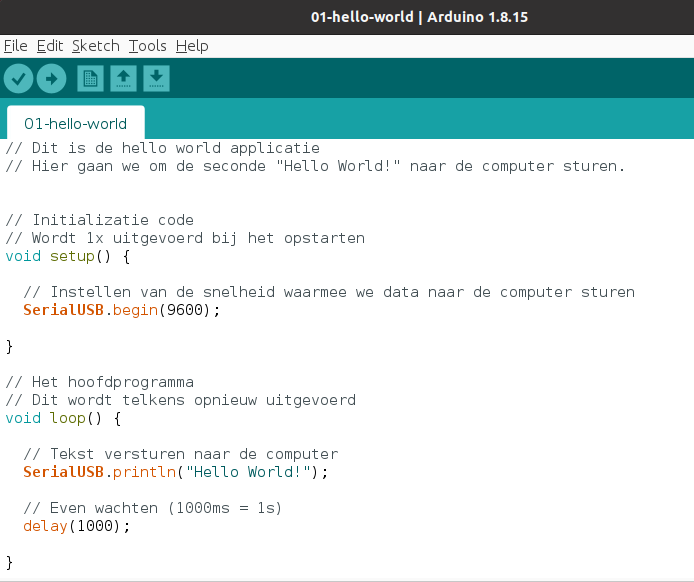 01-hello-world | Arduino 1.8.15
File Edit Sketch Tools Help
01-hello-world
// Dit is de hello world applicatie
// Hier gaan we om de seconde "Hello World!" naar de computer sturen.
// Initializatie code
// Wordt 1x uitgevoerd bij het opstarten
void setup() {
// Instellen van de snelheid waarmee we data naar de computer sturen
SerialUSB.begin(9600);
}
// Het hoofdprogramma
// Dit wordt telkens opnieuw uitgevoerd
void loop() {
// Tekst versturen naar de computer
SerialUSB.println("Hello World!");
// Even wachten (1000ms = 1s)
delay(1000);
}